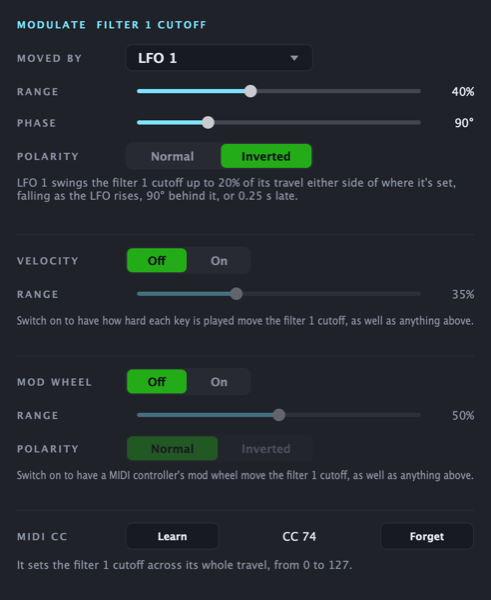 MODULATE FILTER 1 CUTOFF
MOVED BY LFO 1
RANGE 40%
PHASE 90°
POLARITY Normal Inverted
LFO 1 swings the filter 1 cutoff up to 20% of its travel either side of where it's set,
falling as the LFO rises, 90° behind it, or 0.25 s late.
VELOCITY Off On
RANGE 35%
Switch on to have how hard each key is played move the filter 1 cutoff, as well as anything above.
MOD WHEEL Off On
RANGE 50%
POLARITY Normal Inverted
Switch on to have a MIDI controller's mod wheel move the filter 1 cutoff, as well as anything above.
MIDI CC Learn CC 74 Forget
It sets the filter 1 cutoff across its whole travel, from 0 to 127.